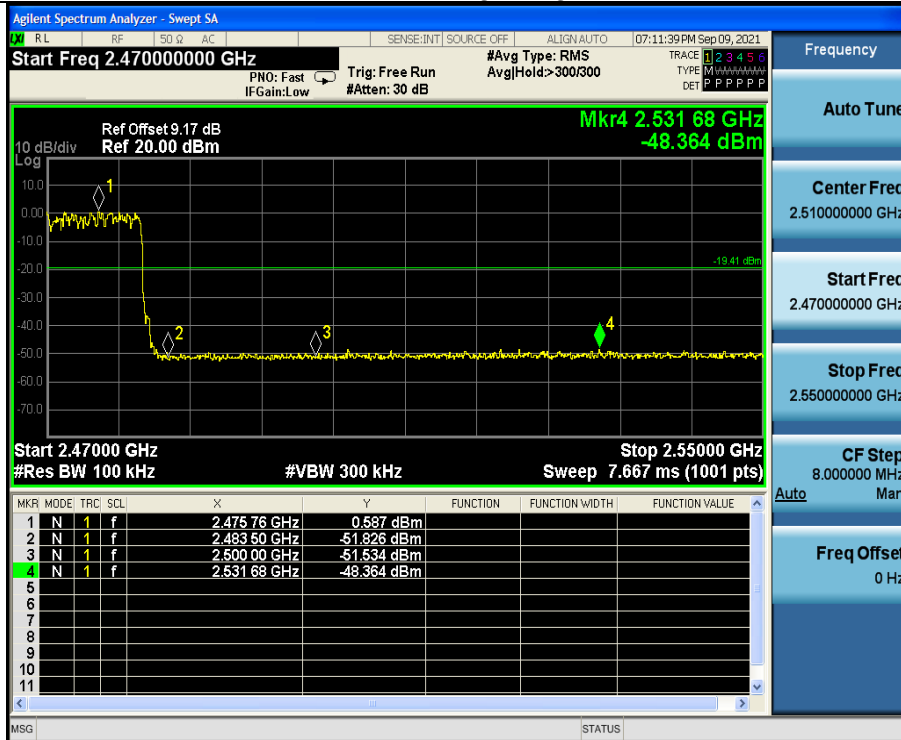 Agilent Spectrum Analyzer - Swept SA
LXI RL RF 50 Ω AC SENSE:INT SOURCE OFF ALIGN AUTO 07:11:39 PM Sep 09, 2021
Start Freq 2.470000000 GHz
#Avg Type: RMS
TRACE 1 2 3 4 5 6
PNO: Fast Trig: Free Run Avg|Hold:>300/300
TYPE M
IFGain:Low #Atten: 30 dB
DET P P P P P P
Mkr4 2.531 68 GHz
-48.364 dBm
Ref Offset 9.17 dB
10 dB/div Ref 20.00 dBm
Log
10.0
0.00
-10.0
-20.0
-30.0
-40.0
-50.0
-60.0
-70.0
1
2
3
4
-19.41 dBm
Start 2.47000 GHz Stop 2.55000 GHz
#Res BW 100 kHz #VBW 300 kHz Sweep 7.667 ms (1001 pts)
MKR MODE TRC SCL X Y FUNCTION FUNCTION WIDTH FUNCTION VALUE
1 N 1 f 2.475 76 GHz 0.587 dBm
2 N 1 f 2.483 50 GHz -51.826 dBm
3 N 1 f 2.500 00 GHz -51.534 dBm
4 N 1 f 2.531 68 GHz -48.364 dBm
5
6
7
8
9
10
11
MSG STATUS
Frequency
Auto Tune
Center Freq
2.510000000 GHz
Start Freq
2.470000000 GHz
Stop Freq
2.550000000 GHz
CF Step
8.000000 MHz
Auto Man
Freq Offset
0 Hz